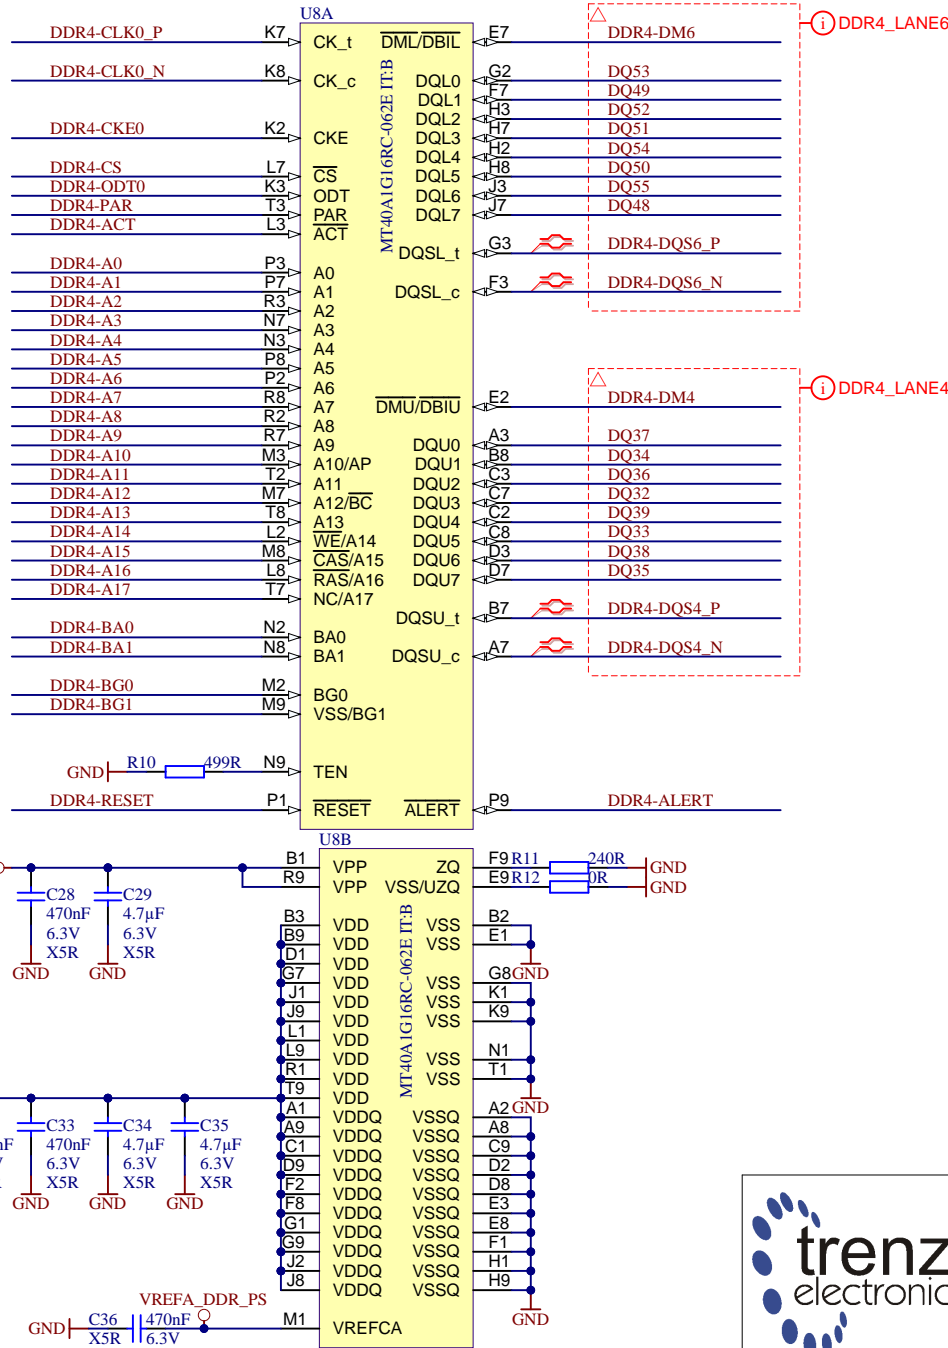 U8A
DDR4-CLK0_P K7 CK_t DML/DBIL E7 DDR4-DM6
DDR4_LANE6
DDR4-CLK0_N K8 CK_c DQL0 G2 DQ53
DQL1 F7 DQ49
DQL2 H3 DQ52
DDR4-CKE0 K2 CKE DQL3 H7 DQ51
DQL4 H2 DQ54
DDR4-CS L7 CS DQL5 H8 DQ50
DDR4-ODT0 K3 ODT DQL6 J3 DQ55
DDR4-PAR T3 PAR DQL7 J7 DQ48
DDR4-ACT L3 ACT
DQSL_t G3 DDR4-DQS6_P
DDR4-A0 P3 A0
DDR4-A1 P7 A1 DQSL_c F3 DDR4-DQS6_N
DDR4-A2 R3 A2
DDR4-A3 N7 A3
DDR4-A4 N3 A4
DDR4-A5 P8 A5
DDR4-A6 P2 A6
DDR4_LANE4
DDR4-A7 R8 A7 DMU/DBIU E2 DDR4-DM4
DDR4-A8 R2 A8
DDR4-A9 R7 A9 DQU0 A3 DQ37
DDR4-A10 M3 A10/AP DQU1 B8 DQ34
DDR4-A11 T2 A11 DQU2 C3 DQ36
DDR4-A12 M7 A12/BC DQU3 C7 DQ32
DDR4-A13 T8 A13 DQU4 C2 DQ39
DDR4-A14 L2 WE/A14 DQU5 C8 DQ33
DDR4-A15 M8 CAS/A15 DQU6 D3 DQ38
DDR4-A16 L8 RAS/A16 DQU7 D7 DQ35
DDR4-A17 T7 NC/A17
DQSU_t B7 DDR4-DQS4_P
DDR4-BA0 N2 BA0
DDR4-BA1 N8 BA1 DQSU_c A7 DDR4-DQS4_N
DDR4-BG0 M2 BG0
DDR4-BG1 M9 VSS/BG1
GND R10 499R N9 TEN
DDR4-RESET P1 RESET ALERT P9 DDR4-ALERT
MT40A1G16RC-062E IT:B
U8B
B1 VPP ZQ F9 R11 240R GND
R9 VPP VSS/UZQ E9 R12 0R GND
C28 470nF 6.3V X5R GND
C29 4.7µF 6.3V X5R GND
MT40A1G16RC-062E IT:B
B3 VDD VSS B2
B9 VDD VSS E1
D1 VDD GND
G7 VDD VSS G8
J1 VDD VSS K1
J9 VDD VSS K9
L1 VDD
L9 VDD VSS N1
R1 VDD VSS T1
T9 VDD GND
A1 VDDQ VSSQ A2
A9 VDDQ VSSQ A8
C1 VDDQ VSSQ C9
D9 VDDQ VSSQ D2
F2 VDDQ VSSQ D8
F8 VDDQ VSSQ E3
G1 VDDQ VSSQ E8
G9 VDDQ VSSQ F1
J2 VDDQ VSSQ H1
J8 VDDQ VSSQ H9
GND
C33 470nF 6.3V X5R GND
C34 4.7µF 6.3V X5R GND
C35 4.7µF 6.3V X5R GND
VREFA_DDR_PS
GND C36 470nF X5R 6.3V M1 VREFCA
trenz
electronic